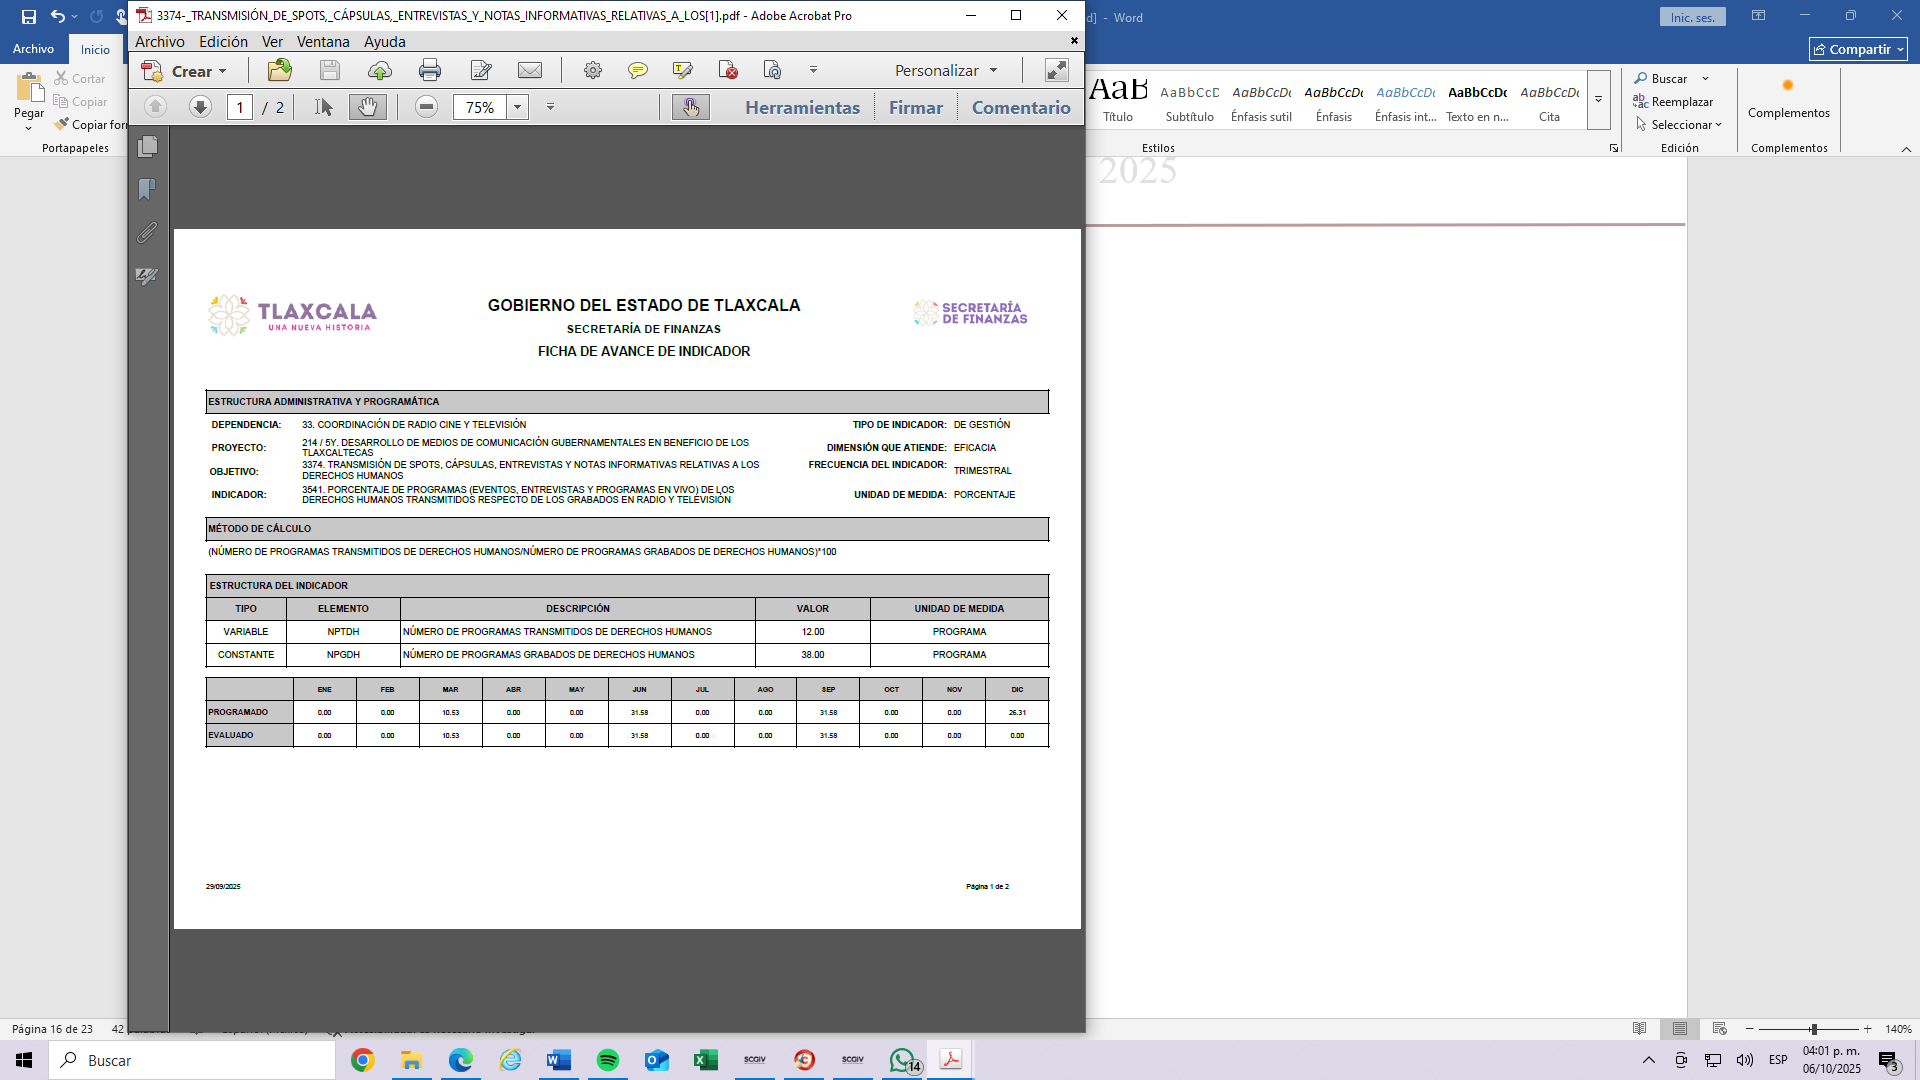 3374-_TRANSMISIÓN_DE_SPOTS,_CÁPSULAS,_ENTREVISTAS_Y_NOTAS_INFORMATIVAS_RELATIVAS_A_LOS[1].pdf - Adobe Acrobat Pro
- Word
Inic. ses.
Archivo Edición Ver Ventana Ayuda
Archivo Inicio
Compartir
Crear
Personalizar
1 / 2
75%
Herramientas Firmar Comentario
Pegar
Cortar
Copiar
Copiar for
Portapapeles
AaB AaBbCcD AaBbCcDc AaBbCcDc AaBbCcDc AaBbCcDc AaBbCcDc
Título Subtítulo Énfasis sutil Énfasis Énfasis int... Texto en n... Cita
Estilos
Buscar
Reemplazar
Seleccionar
Edición
Complementos
Complementos
2025
TLAXCALA
UNA NUEVA HISTORIA
GOBIERNO DEL ESTADO DE TLAXCALA
SECRETARÍA DE FINANZAS
FICHA DE AVANCE DE INDICADOR
SECRETARÍA
DE FINANZAS
ESTRUCTURA ADMINISTRATIVA Y PROGRAMÁTICA
DEPENDENCIA: 33. COORDINACIÓN DE RADIO CINE Y TELEVISIÓN TIPO DE INDICADOR: DE GESTIÓN
PROYECTO: 214 / 5Y. DESARROLLO DE MEDIOS DE COMUNICACIÓN GUBERNAMENTALES EN BENEFICIO DE LOS
TLAXCALTECAS
DIMENSIÓN QUE ATIENDE: EFICACIA
OBJETIVO: 3374. TRANSMISIÓN DE SPOTS, CÁPSULAS, ENTREVISTAS Y NOTAS INFORMATIVAS RELATIVAS A LOS
DERECHOS HUMANOS
FRECUENCIA DEL INDICADOR: TRIMESTRAL
INDICADOR: 3541. PORCENTAJE DE PROGRAMAS (EVENTOS, ENTREVISTAS Y PROGRAMAS EN VIVO) DE LOS
DERECHOS HUMANOS TRANSMITIDOS RESPECTO DE LOS GRABADOS EN RADIO Y TELEVISIÓN
UNIDAD DE MEDIDA: PORCENTAJE
MÉTODO DE CÁLCULO
(NÚMERO DE PROGRAMAS TRANSMITIDOS DE DERECHOS HUMANOS/NÚMERO DE PROGRAMAS GRABADOS DE DERECHOS HUMANOS)*100
ESTRUCTURA DEL INDICADOR
TIPO ELEMENTO DESCRIPCIÓN VALOR UNIDAD DE MEDIDA
VARIABLE NPTDH NÚMERO DE PROGRAMAS TRANSMITIDOS DE DERECHOS HUMANOS 12.00 PROGRAMA
CONSTANTE NPGDH NÚMERO DE PROGRAMAS GRABADOS DE DERECHOS HUMANOS 38.00 PROGRAMA
ENE FEB MAR ABR MAY JUN JUL AGO SEP OCT NOV DIC
PROGRAMADO 0.00 0.00 10.53 0.00 0.00 31.58 0.00 0.00 31.58 0.00 0.00 26.31
EVALUADO 0.00 0.00 10.53 0.00 0.00 31.58 0.00 0.00 31.58 0.00 0.00 0.00
29/09/2025 Página 1 de 2
Página 16 de 23 42
140%
Buscar
14
ESP
04:01 p. m.
06/10/2025
3